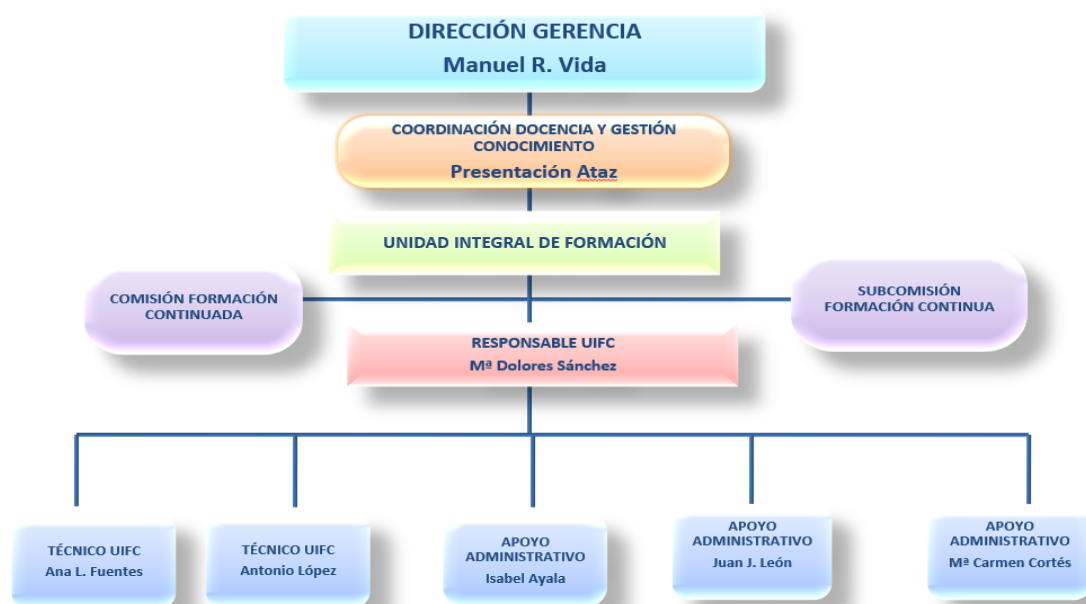 DIRECCIÓN GERENCIA
Manuel R. Vida
COORDINACIÓN DOCENCIA Y GESTIÓN
CONOCIMIENTO
Presentación Ataz
UNIDAD INTEGRAL DE FORMACIÓN
COMISIÓN FORMACIÓN
CONTINUADA
SUBCOMISIÓN
FORMACIÓN CONTINUA
RESPONSABLE UIFC
Mª Dolores Sánchez
TÉCNICO UIFC
Ana L. Fuentes
TÉCNICO UIFC
Antonio López
APOYO
ADMINISTRATIVO
Isabel Ayala
APOYO
ADMINISTRATIVO
Juan J. León
APOYO
ADMINISTRATIVO
Mª Carmen Cortés